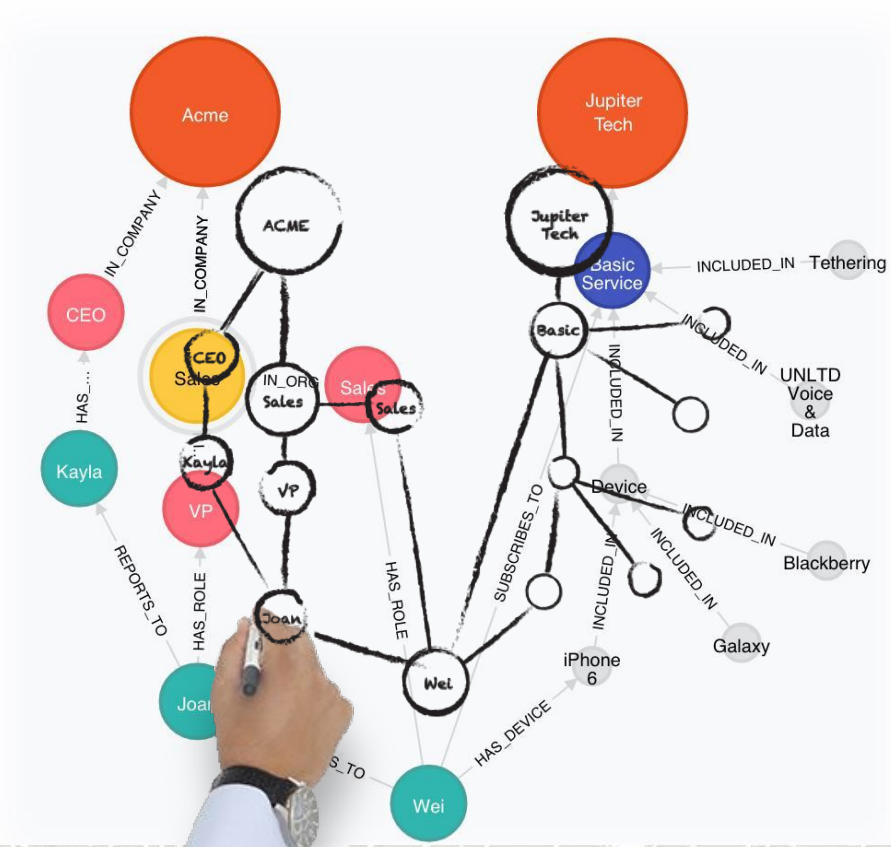 Acme
Jupiter
Tech
IN_COMPANY
IN_COMPANY
ACME
Jupiter
Tech
Basic
Service
INCLUDED_IN
Tethering
CEO
Basic
INCLUDED_IN
CEO
Sales
IN_ORG
Sales
Sales
Sales
INCLUDED_IN
UNLTD
Voice
&
Data
HAS_...
Kayla
Kayla
VP
VP
Device
SUBSCRIBES_TO
INCLUDED_IN
Blackberry
REPORTS_TO
HAS_ROLE
HAS_ROLE
INCLUDED_IN
INCLUDED_IN
Joan
Galaxy
iPhone
6
Wei
Joan
HAS_DEVICE
S_TO
Wei